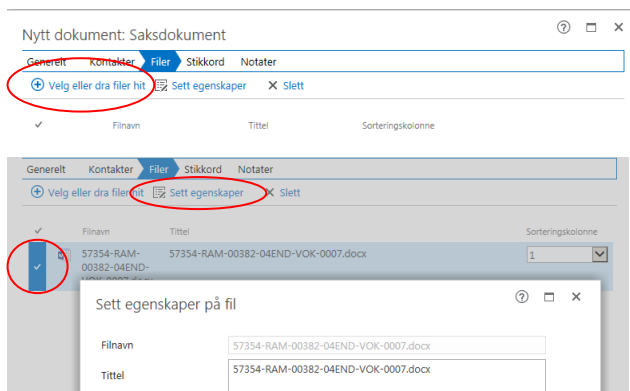 Nytt dokument: Saksdokument
Generelt Kontakter Filer Stikkord Notater
Velg eller dra filer hit Sett egenskaper Slett
Filnavn Tittel Sorteringskolonne
Generelt Kontakter Filer Stikkord Notater
Velg eller dra filer hit Sett egenskaper Slett
Filnavn Tittel Sorteringskolonne
57354-RAM- 57354-RAM-00382-04END-VOK-0007.docx 1
00382-04END-
VOK-0007.docx
Sett egenskaper på fil
Filnavn 57354-RAM-00382-04END-VOK-0007.docx
Tittel 57354-RAM-00382-04END-VOK-0007.docx